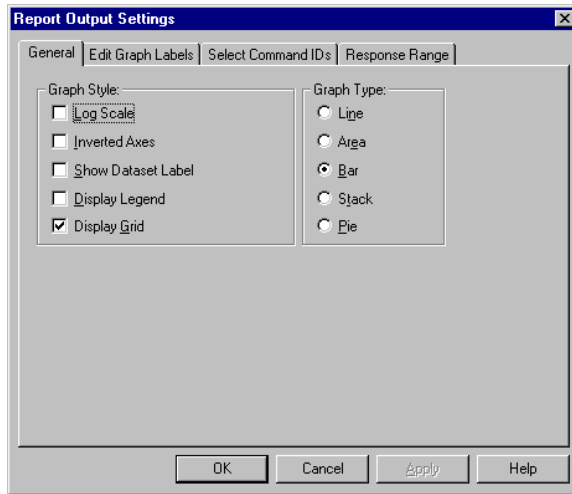 Report Output Settings
General Edit Graph Labels Select Command IDs Response Range
Graph Style:
Log Scale
Inverted Axes
Show Dataset Label
Display Legend
Display Grid
Graph Type:
Line
Area
Bar
Stack
Pie
OK Cancel Apply Help